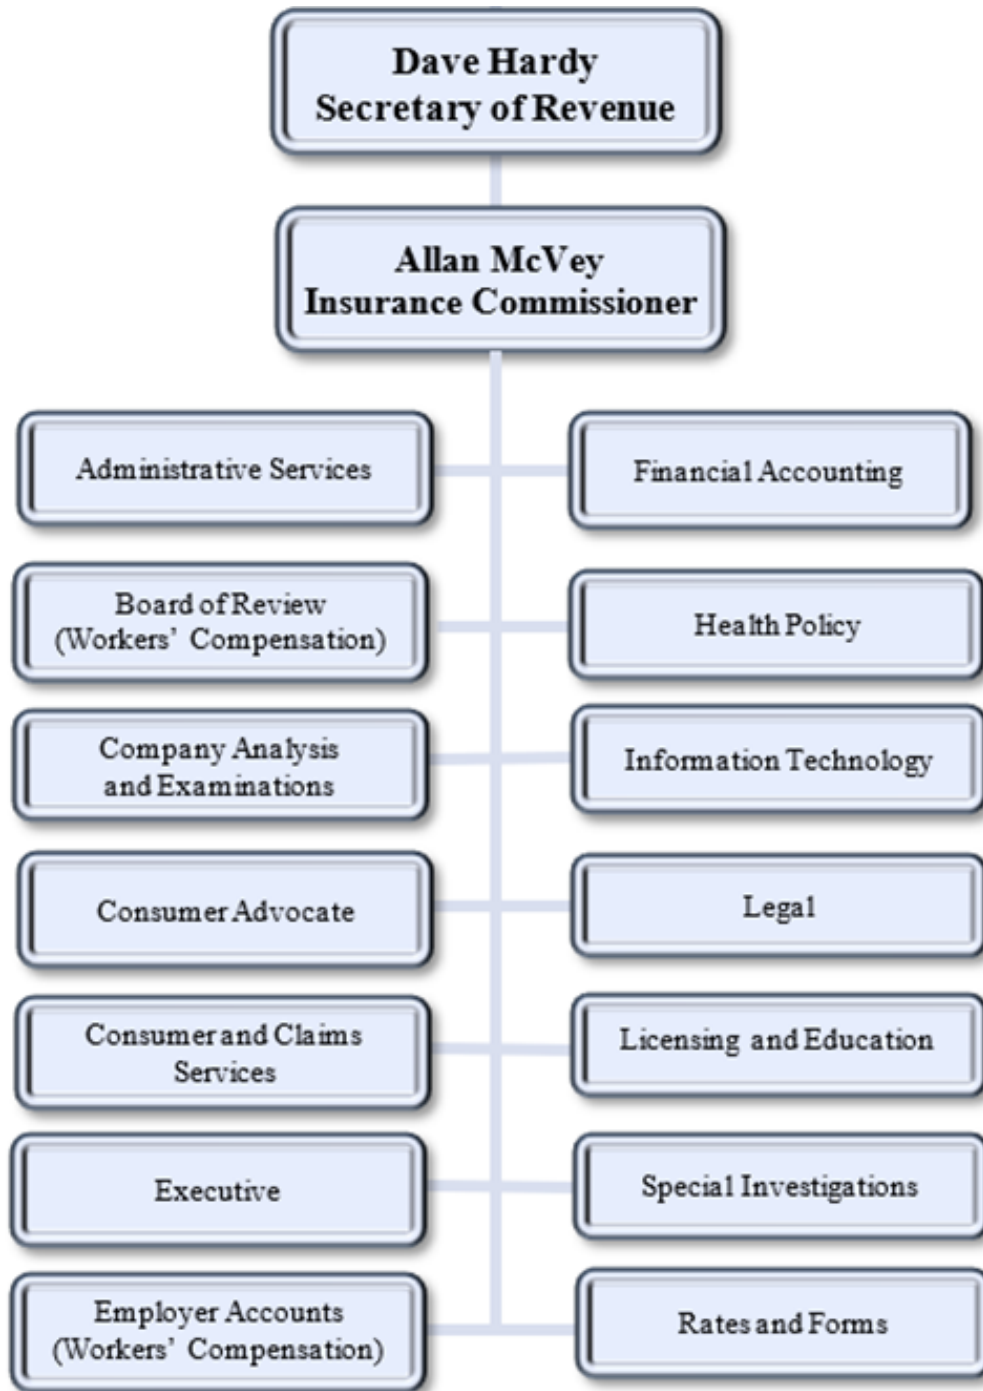 Dave Hardy
Secretary of Revenue
Allan McVey
Insurance Commissioner
Administrative Services
Financial Accounting
Board of Review
(Workers' Compensation)
Health Policy
Company Analysis
and Examinations
Information Technology
Consumer Advocate
Legal
Consumer and Claims
Services
Licensing and Education
Executive
Special Investigations
Employer Accounts
(Workers' Compensation)
Rates and Forms